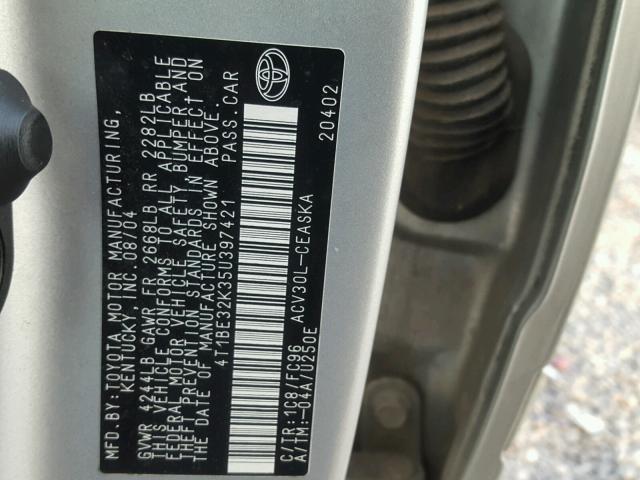 MFD.BY:TOYOTA MOTOR MANUFACTURING,
KENTUCKY, INC.08/04
GVWR 4244LB GAWR FR 2668LB RR 2282LB
THIS VEHICLE CONFORMS TO ALL APPLICABLE
FEDERAL MOTOR VEHICLE SAFETY BUMPER AND
THEFT PREVENTION STANDARDS IN EFFECT ON
THE DATE OF MANUFACTURE SHOWN ABOVE.
4T1BE32K35U397421 PASS.CAR
C/TR:1C8/FC96 ACV30L-CEASKA
A/TM:-04A/U250E
20402